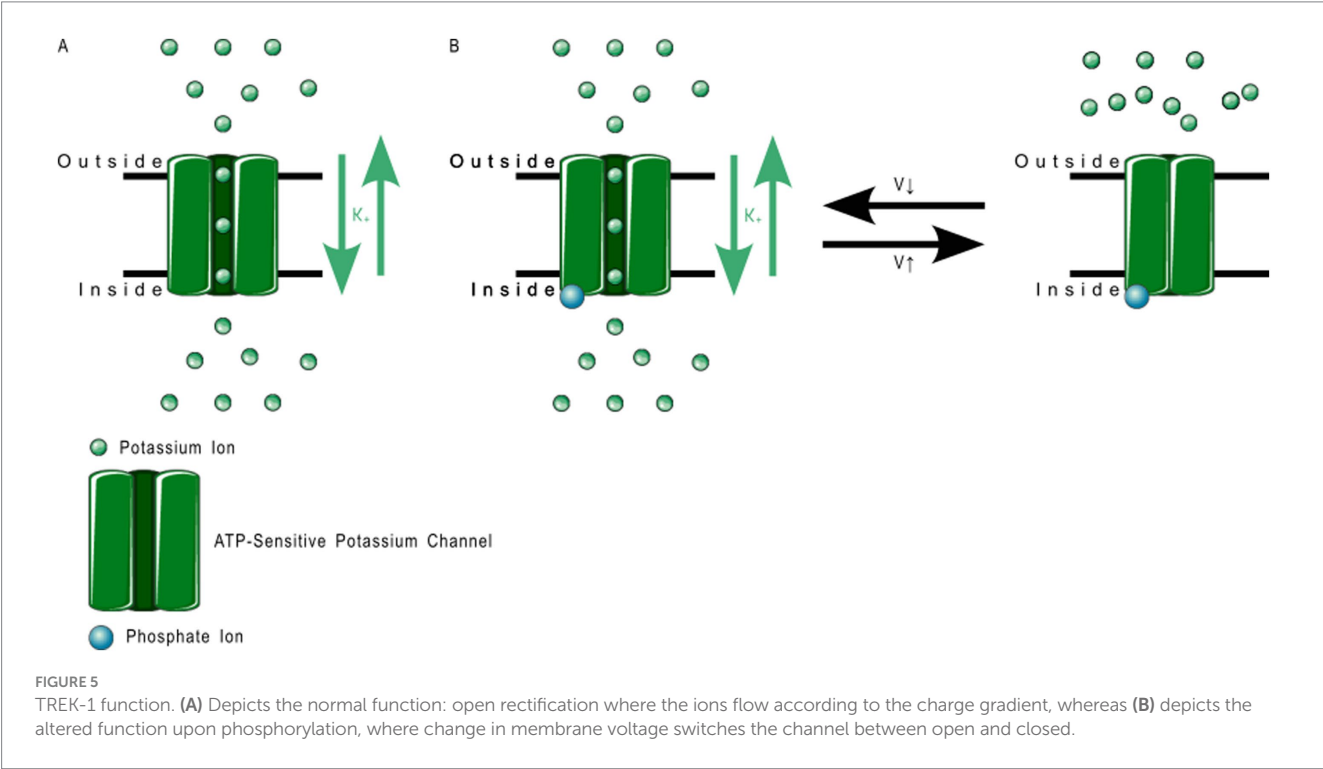 A
B
Outside
Inside
K+
Outside
Inside
K+
V↓
V↑
Outside
Inside
Potassium Ion
ATP-Sensitive Potassium Channel
Phosphate Ion
FIGURE 5
TREK-1 function. (A) Depicts the normal function: open rectification where the ions flow according to the charge gradient, whereas (B) depicts the
altered function upon phosphorylation, where change in membrane voltage switches the channel between open and closed.